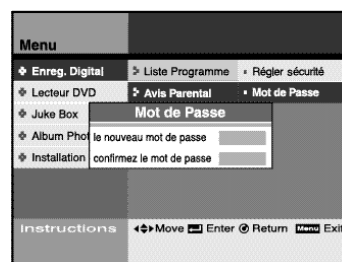 Menu
Enreg. Digital
Liste Programme
Régler sécurité
Lecteur DVD
Avis Parental
Mot de Passe
Juke Box
Mot de Passe
Album Phot
le nouveau mot de passe
Installation
confirmez le mot de passe
Instructions
Move Enter Return Menu Exit